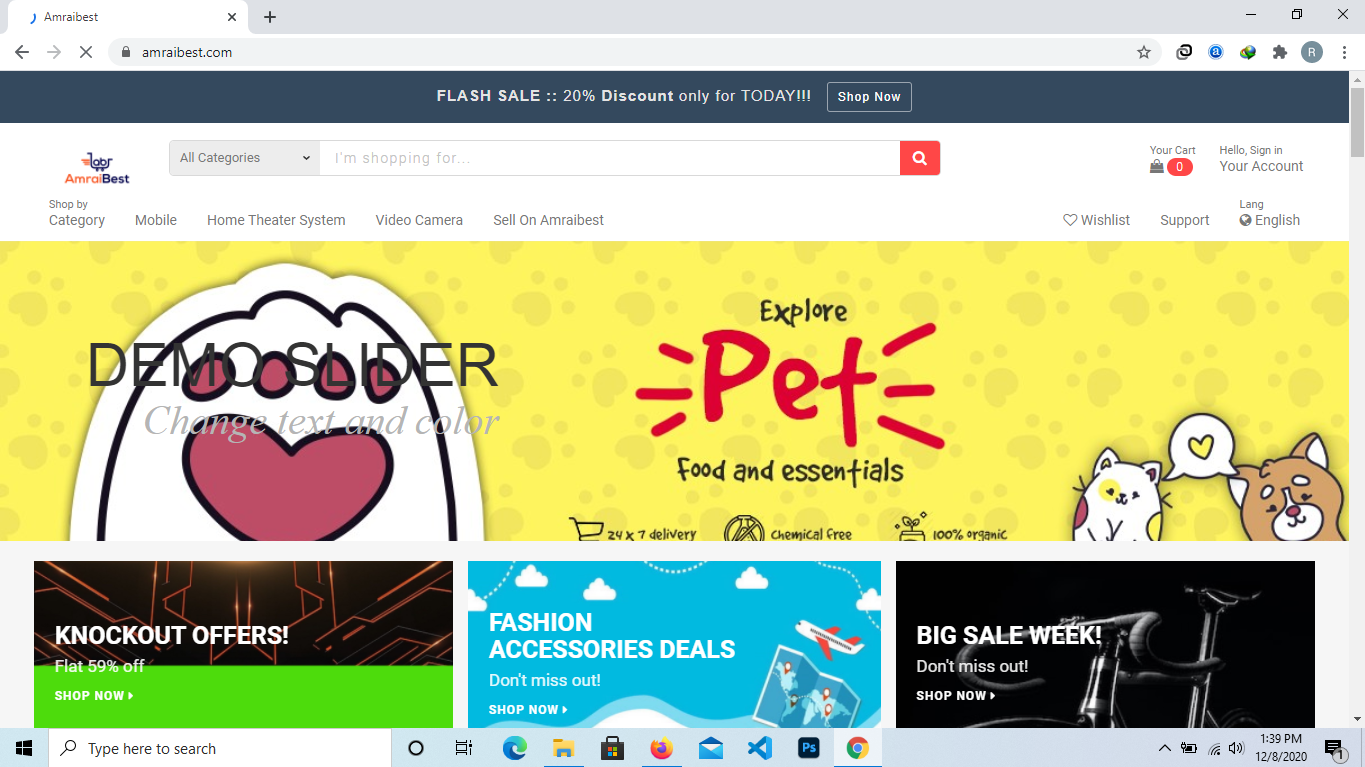 Amraibest
amraibest.com
R
FLASH SALE :: 20% Discount only for TODAY!!!
Shop Now
abr
AmraiBest
All Categories
I'm shopping for...
Your Cart
0
Hello, Sign in
Your Account
Shop by
Category
Mobile
Home Theater System
Video Camera
Sell On Amraibest
Wishlist
Support
Lang
English
DEMO SLIDER
Change text and color
Explore
Pet
Food and essentials
24 x 7 delivery
Chemical free
100% organic
KNOCKOUT OFFERS!
Flat 59% off
SHOP NOW
FASHION
ACCESSORIES DEALS
Don't miss out!
SHOP NOW
BIG SALE WEEK!
Don't miss out!
SHOP NOW
Type here to search
Ps
1:39 PM
12/8/2020
1